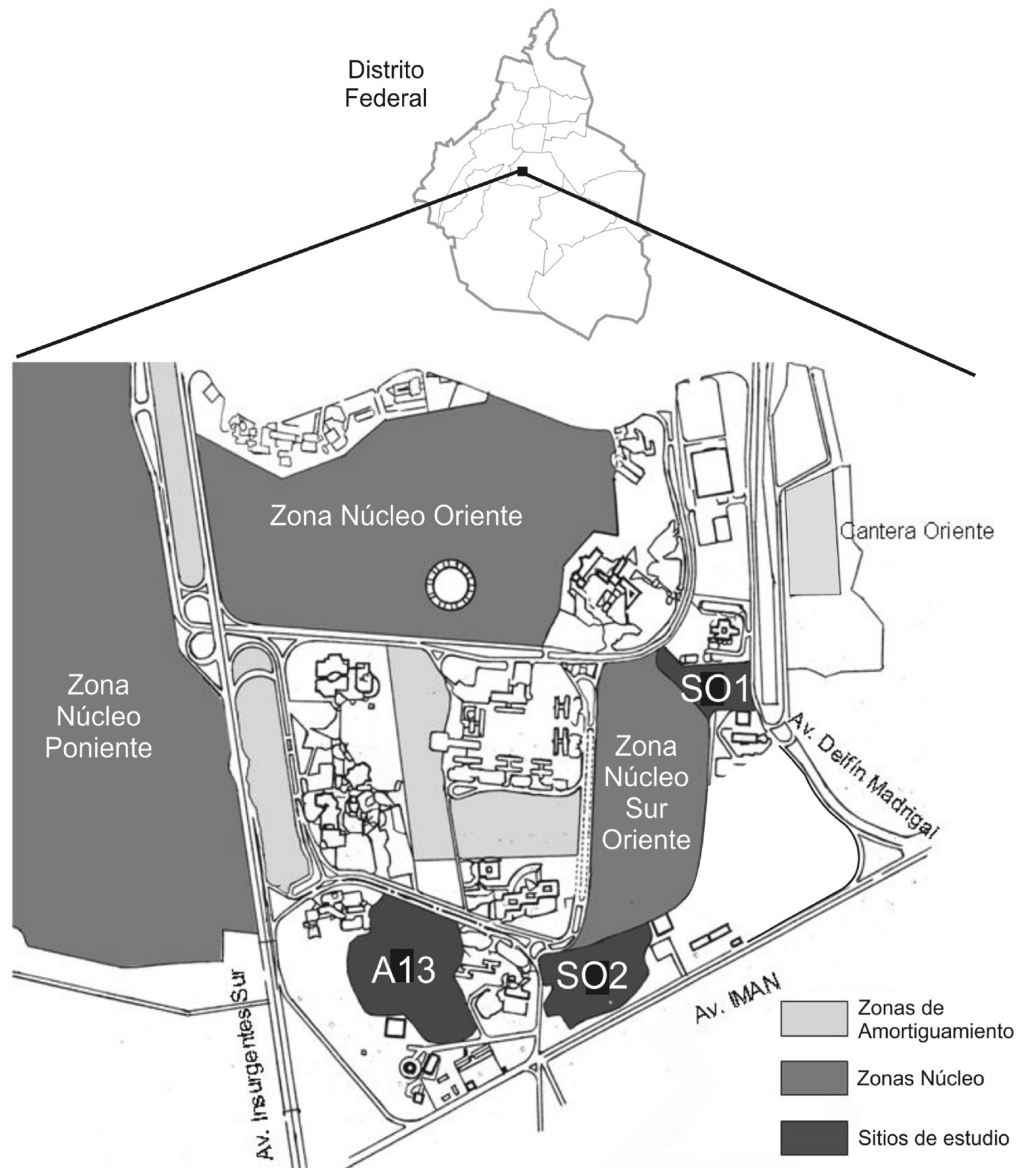 Distrito
Federal
Zona Núcleo Oriente
Cantera Oriente
Zona
Núcleo
Poniente
SO1
Zona
Núcleo
Sur
Oriente
Av. Delfín Madrigal
A13
SO2
Av. Insurgentes Sur
Av. IMAN
Zonas de
Amortiguamiento
Zonas Núcleo
Sitios de estudio